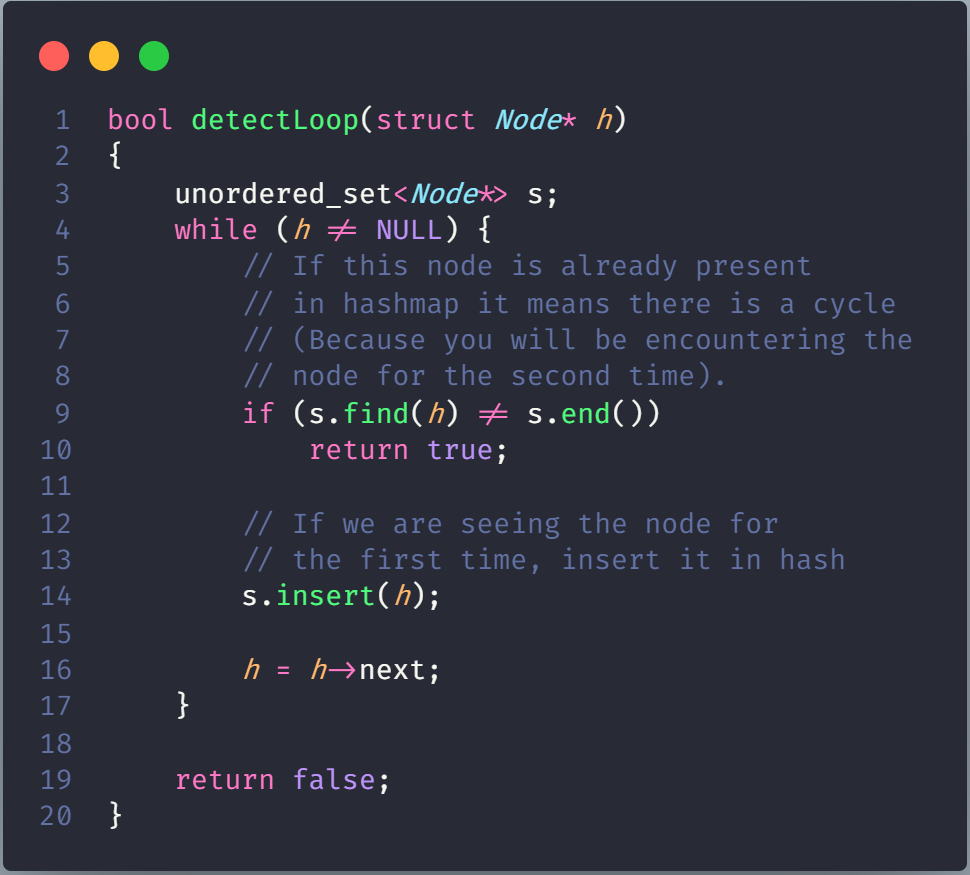 1 bool detectLoop(struct Node* h)
2 {
3     unordered_set<Node*> s;
4     while (h != NULL) {
5         // If this node is already present
6         // in hashmap it means there is a cycle
7         // (Because you will be encountering the
8         // node for the second time).
9         if (s.find(h) != s.end())
10             return true;
11
12         // If we are seeing the node for
13         // the first time, insert it in hash
14         s.insert(h);
15
16         h = h->next;
17     }
18
19     return false;
20 }